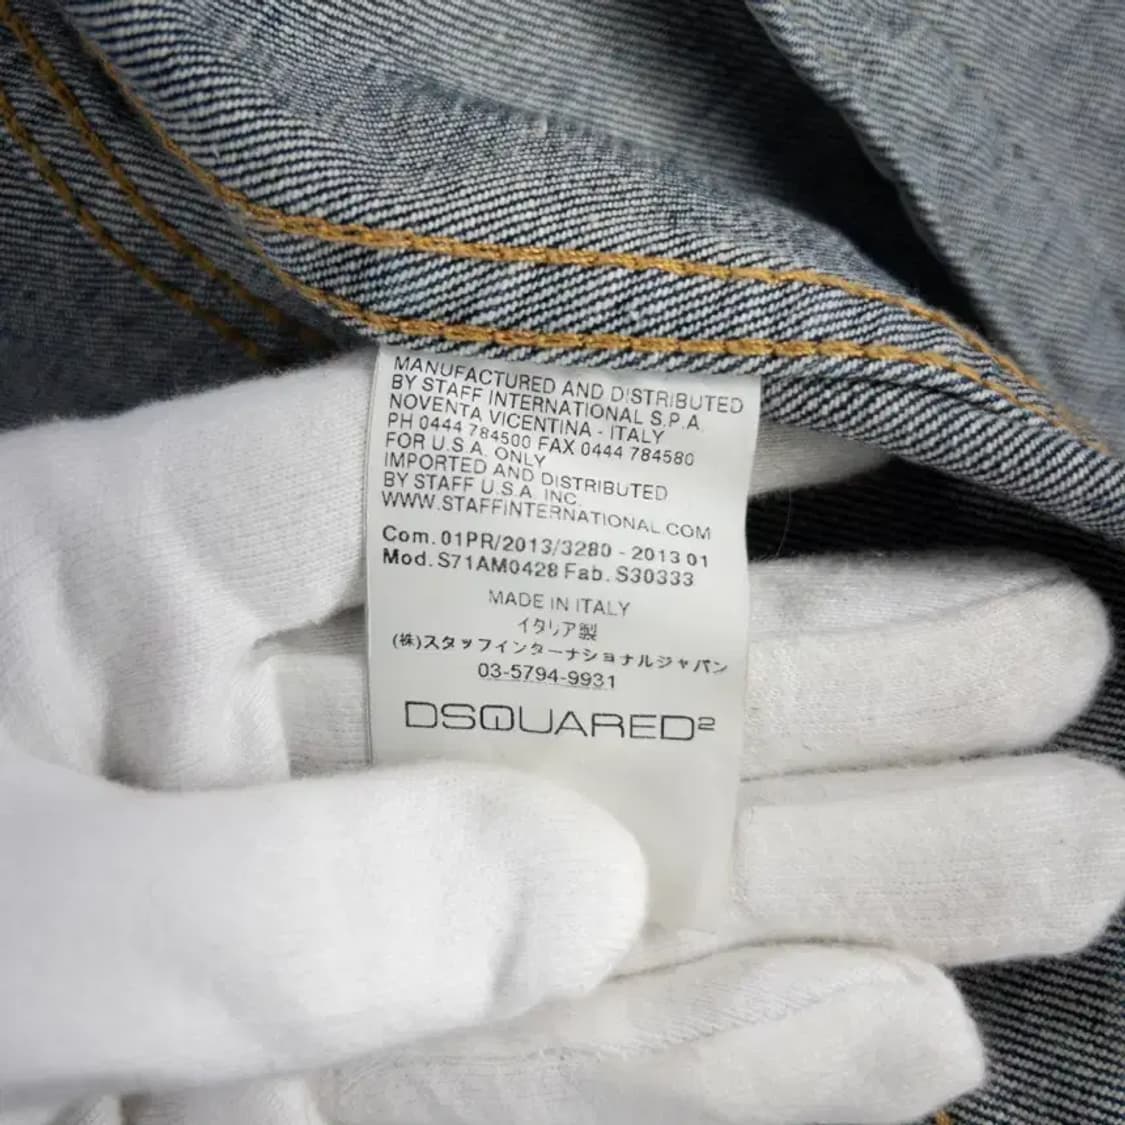 MANUFACTURED AND DISTRIBUTED
BY STAFF INTERNATIONAL S.P.A.
NOVENTA VICENTINA - ITALY
PH 0444 784500 FAX 0444 784580
FOR U.S.A. ONLY
IMPORTED AND DISTRIBUTED
BY STAFF U.S.A. INC.
WWW.STAFFINTERNATIONAL.COM
Com. 01PR/2013/3280 - 2013 01
Mod. S71AM0428 Fab. S30333
MADE IN ITALY
イタリア製
(株)スタッフインターナショナルジャパン
03-5794-9931
DSQUARED²